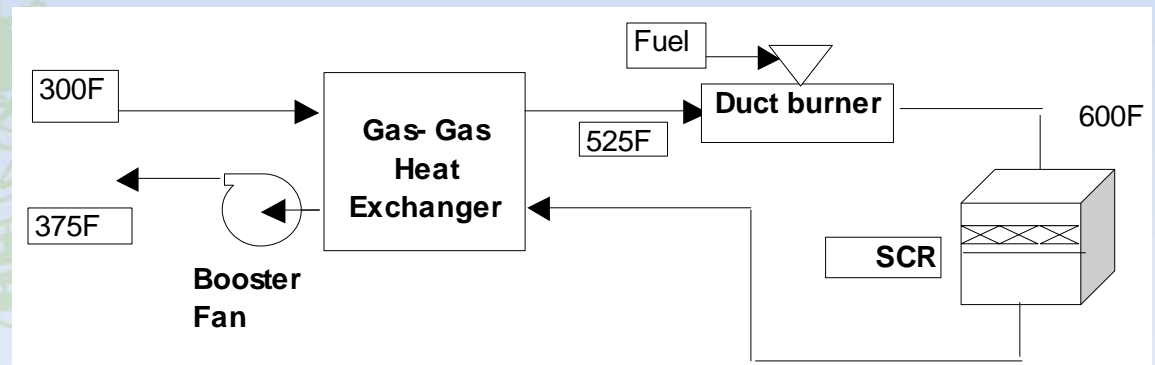 Fuel
300F
Duct burner
600F
Gas- Gas
Heat
Exchanger
525F
375F
SCR
Booster
Fan